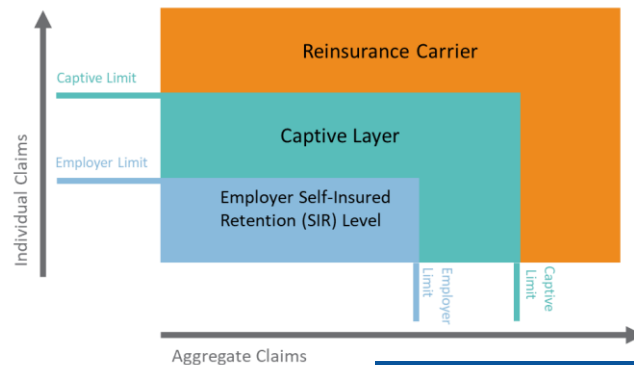 Reinsurance Carrier
Captive Limit
Captive Layer
Employer Limit
Employer Self-Insured
Retention (SIR) Level
Individual Claims
Employer
Limit
Captive
Limit
Aggregate Claims